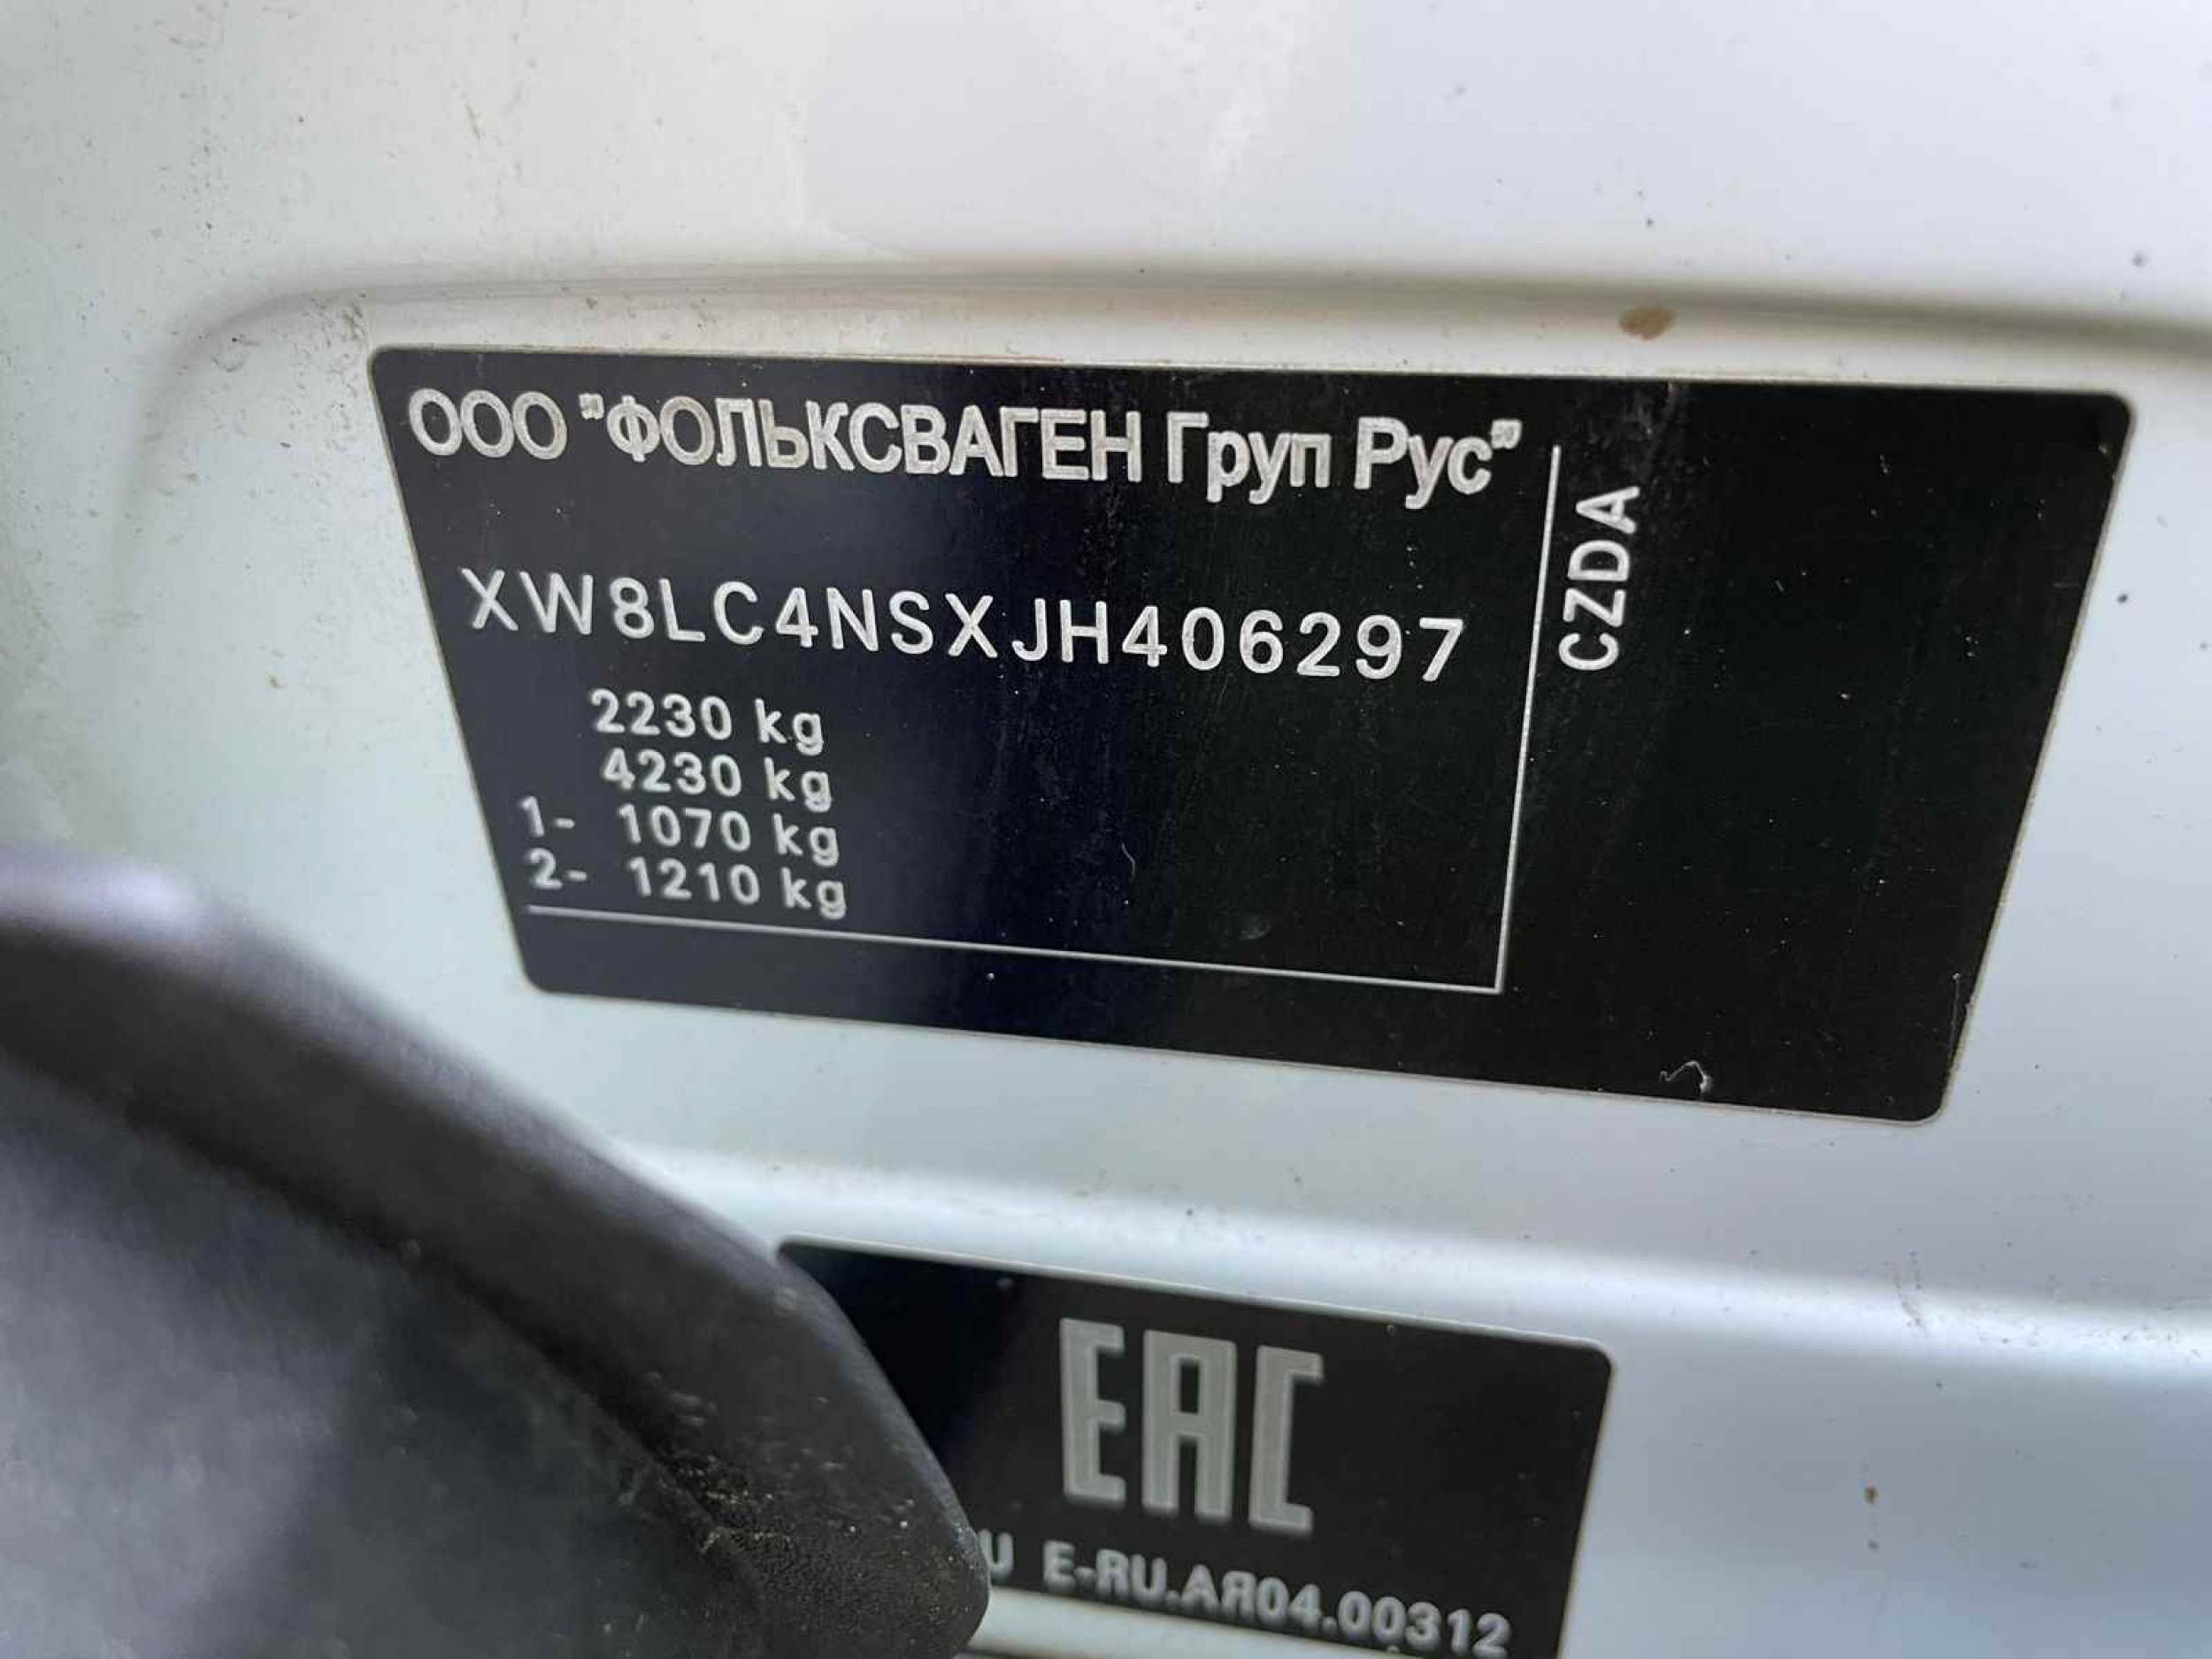 ООО "ФОЛЬКСВАГЕН Груп Рус"
CZDA
XW8LC4NSXJH406297
2230 kg
4230 kg
1- 1070 kg
2- 1210 kg
EAC
U E-RU.АЯ04.00312